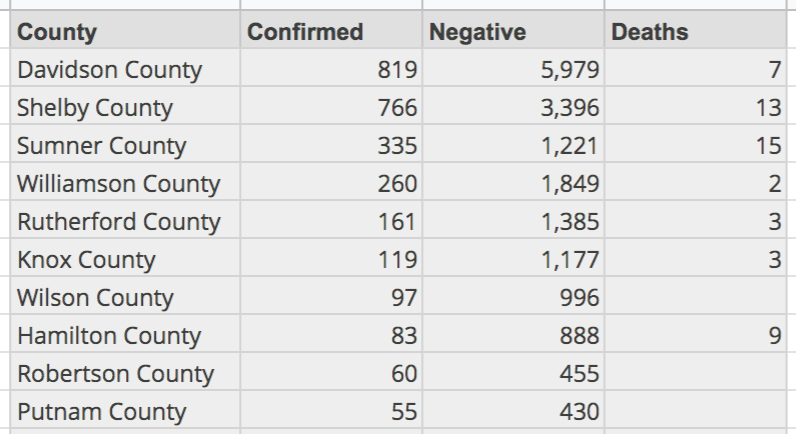 County Confirmed Negative Deaths
Davidson County 819 5,979 7
Shelby County 766 3,396 13
Sumner County 335 1,221 15
Williamson County 260 1,849 2
Rutherford County 161 1,385 3
Knox County 119 1,177 3
Wilson County 97 996
Hamilton County 83 888 9
Robertson County 60 455
Putnam County 55 430